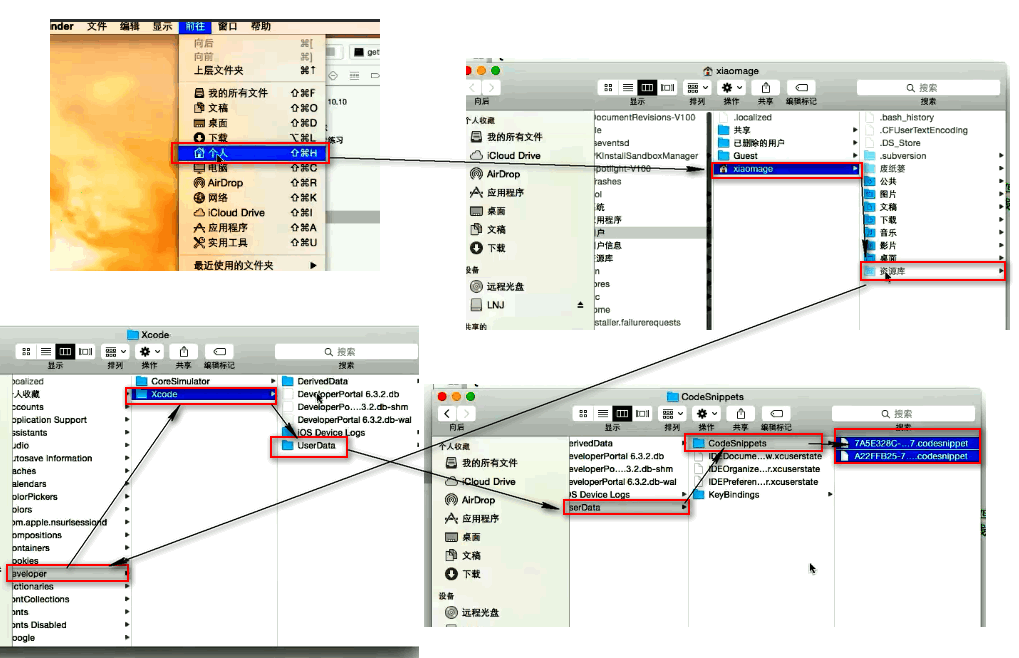 nder 文件 编辑 显示 前往 窗口 帮助
向后 ⌘[
向前 ⌘]
上层文件夹 ⌘↑
我的所有文件 ⇧⌘F
文稿 ⇧⌘O
桌面 ⇧⌘D
下载 ⌥⌘L
个人 ⇧⌘H
电脑 ⇧⌘C
AirDrop ⇧⌘R
网络 ⇧⌘K
iCloud Drive ⇧⌘I
应用程序 ⇧⌘A
实用工具 ⇧⌘U
最近使用的文件夹
get
10.10
练习
xiaomage
搜索
向后 显示 排列 操作 共享 编辑标记 搜索
个人收藏
我的所有文件
iCloud Drive
AirDrop
应用程序
桌面
文稿
下载
设备
远程光盘
LNJ
共享的
ocumentRevisions-V100
le
seventsd
KInstallSandboxManager
potlight-V100
rashes
ol
统
用程序
户
户信息
源库
n
ores
c
ome
staller.failurerequests
.localized
共享
已删除的用户
Guest
xiaomage
.bash_history
.CFUserTextEncoding
.DS_Store
.subversion
废纸篓
公共
图片
文稿
下载
音乐
影片
桌面
资源库
Xcode
搜索
显示 排列 操作 共享 编辑标记 搜索
ocalized
人收藏
ccounts
pplication Support
ssistants
udio
utosave Information
aches
alendars
olorPickers
olors
om.apple.nsurlsessiond
ompositions
ontainers
ookies
eveloper
ictionaries
ontCollections
onts
onts Disabled
oogle
CoreSimulator
Xcode
DerivedData
DeveloperPortal 6.3.2.db
DeveloperPo....3.2.db-shm
DeveloperPortal 6.3.2.db-wal
iOS Device Logs
UserData
CodeSnippets
搜索
向后 显示 排列 操作 共享 编辑标记 搜索
个人收藏
我的所有文件
iCloud Drive
AirDrop
应用程序
桌面
文稿
下载
设备
远程光盘
erivedData
eveloperPortal 6.3.2.db
eveloperPo....3.2.db-shm
eveloperPortal 6.3.2.db-wal
OS Device Logs
serData
CodeSnippets
IDEDocume...w.xcuserstate
IDEOrganize...r.xcuserstate
IDEPreferen...r.xcuserstate
KeyBindings
7A5E328C-...7.codesnippet
A22FFB25-7....codesnippet